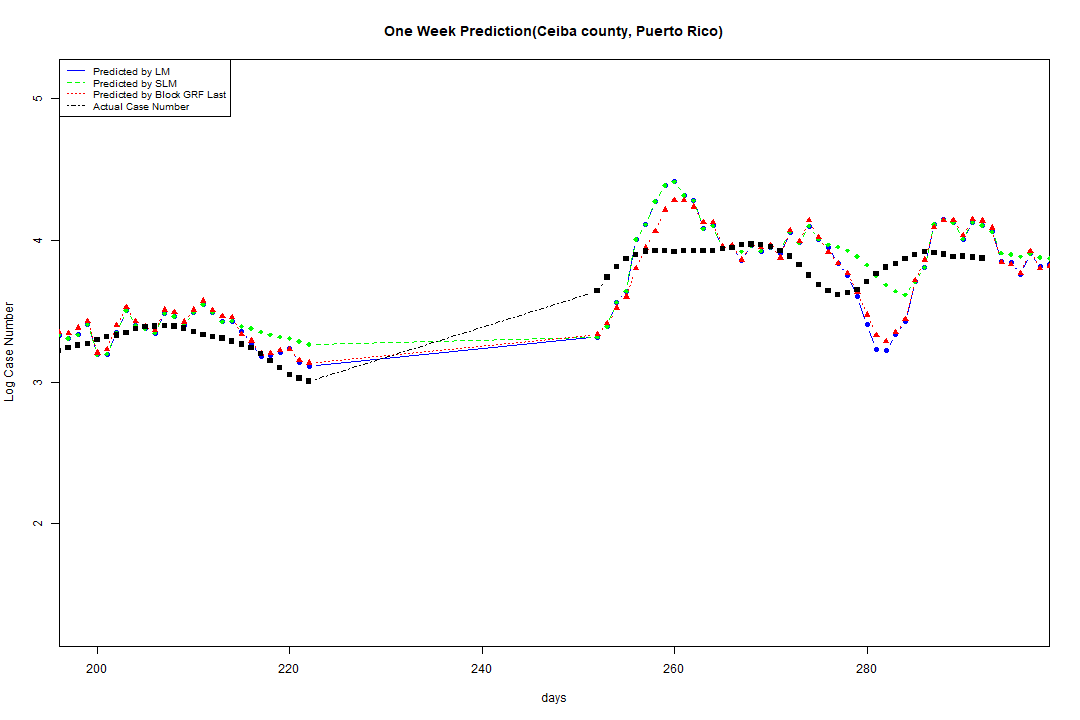 One Week Prediction(Ceiba county, Puerto Rico)
Predicted by LM
Predicted by SLM
Predicted by Block GRF Last
Actual Case Number
5
4
3
2
Log Case Number
200
220
240
260
280
days